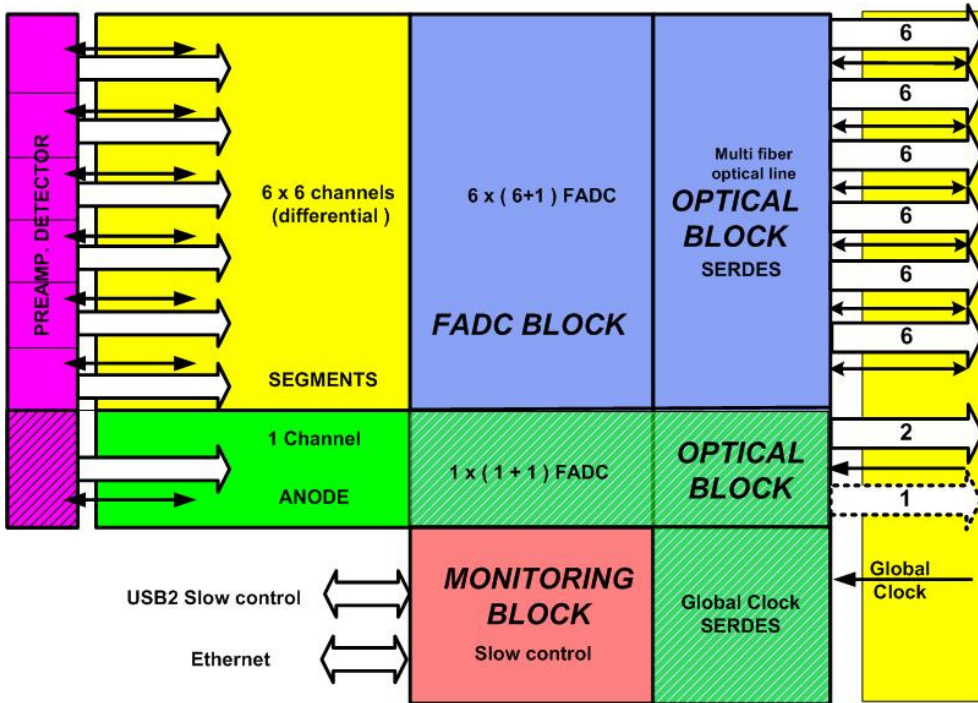 PREAMP. DETECTOR
6 x 6 channels
(differential )
SEGMENTS
6 x ( 6+1 ) FADC
FADC BLOCK
Multi fiber
optical line
OPTICAL
BLOCK
SERDES
6
6
6
6
6
6
1 Channel
ANODE
1 x ( 1 + 1 ) FADC
OPTICAL
BLOCK
2
1
USB2 Slow control
Ethernet
MONITORING
BLOCK
Slow control
Global Clock
SERDES
Global
Clock